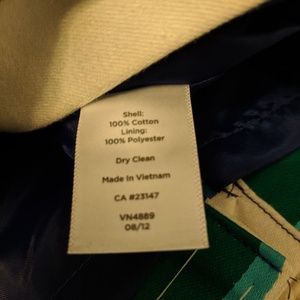 Shell:
100% Cotton
Lining:
100% Polyester
Dry Clean
Made in Vietnam
CA #23147
VN4889
08/12